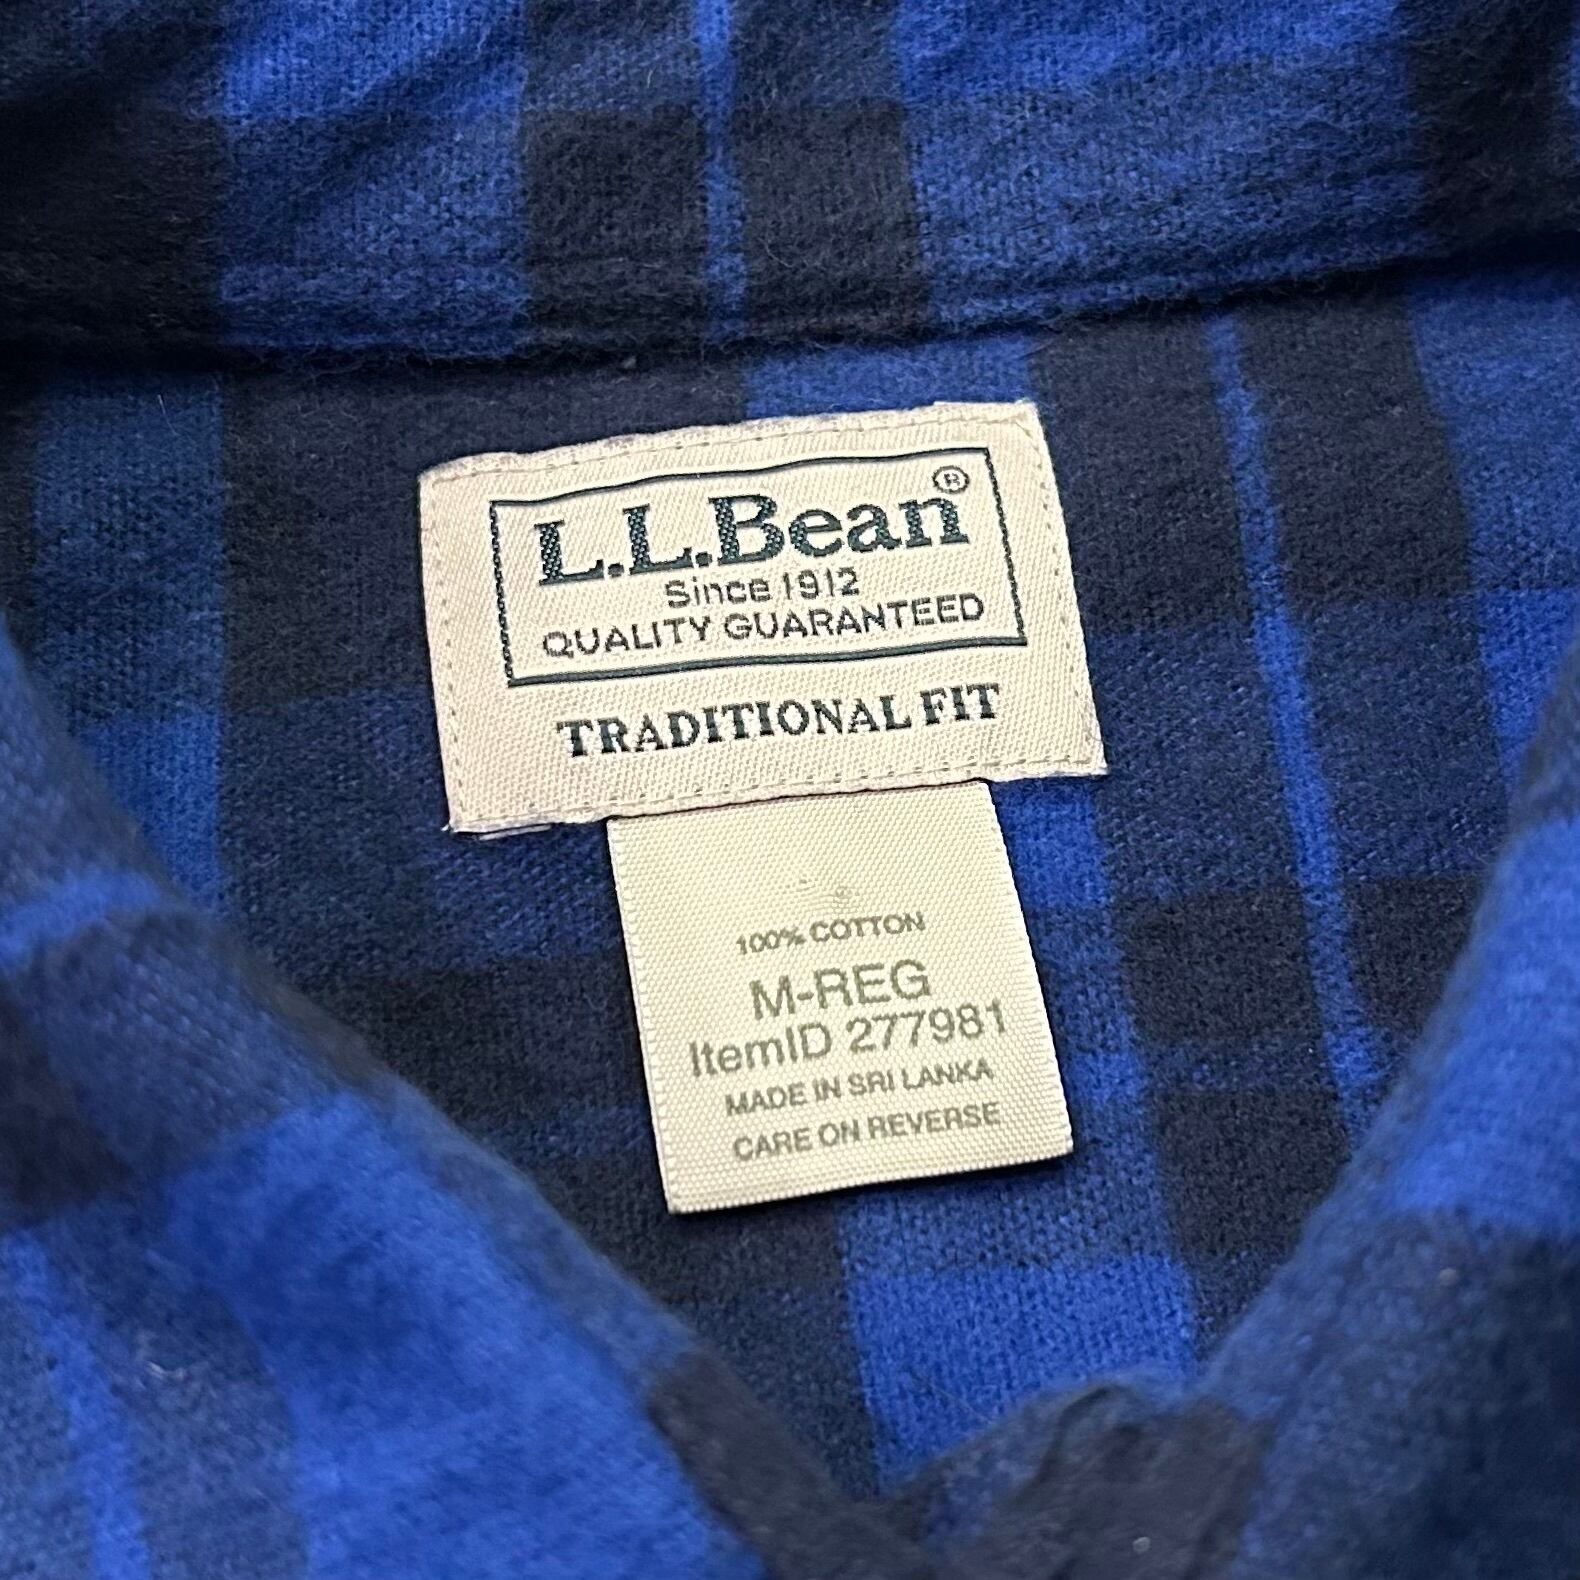 L.L.Bean®
Since 1912
QUALITY GUARANTEED
TRADITIONAL FIT
100% COTTON
M-REG
ItemID 277981
MADE IN SRI LANKA
CARE ON REVERSE